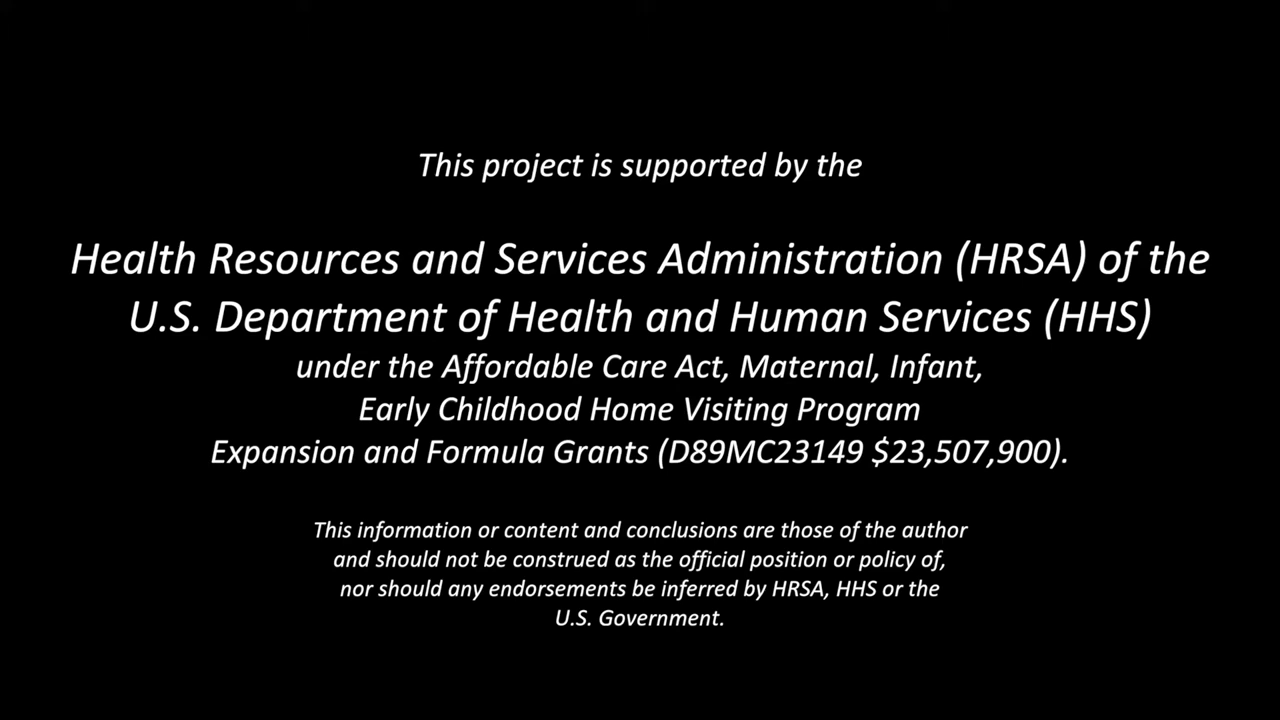 This project is supported by the
Health Resources and Services Administration (HRSA) of the
U.S. Department of Health and Human Services (HHS)
under the Affordable Care Act, Maternal, Infant,
Early Childhood Home Visiting Program
Expansion and Formula Grants (D89MC23149 $23,507,900).
This information or content and conclusions are those of the author
and should not be construed as the official position or policy of,
nor should any endorsements be inferred by HRSA, HHS or the
U.S. Government.